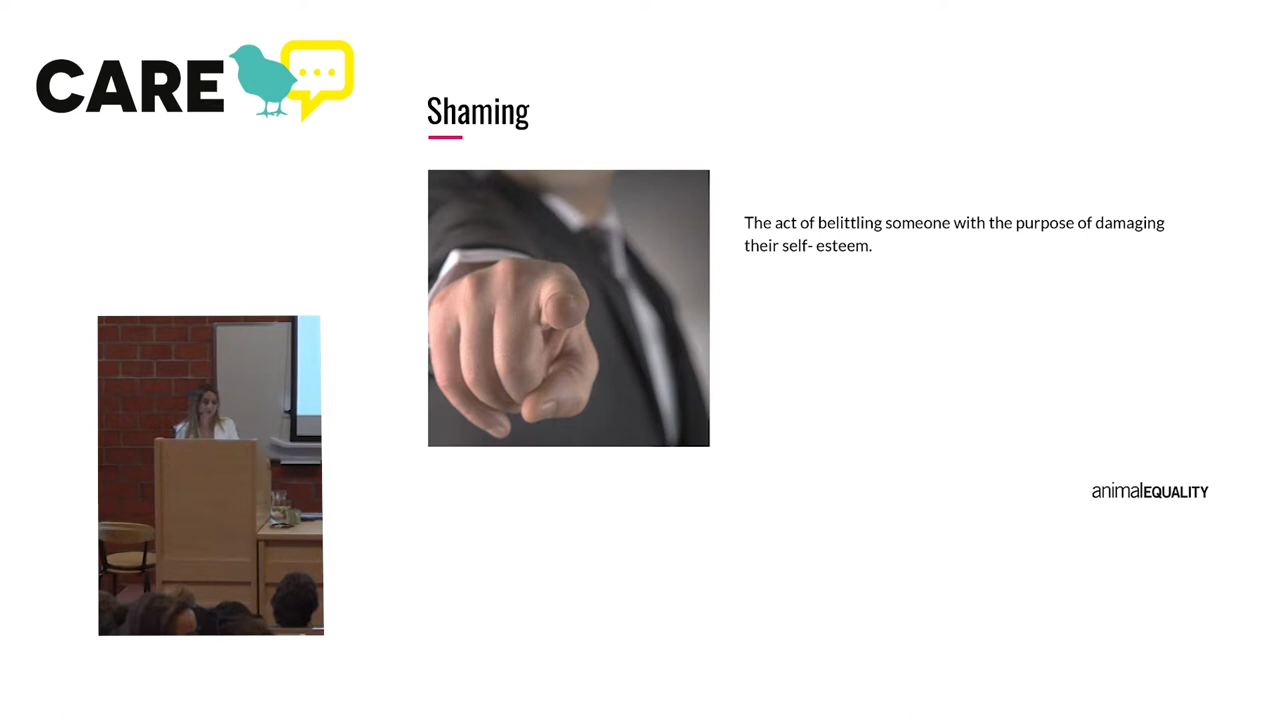 CARE
Shaming
The act of belittling someone with the purpose of damaging
their self- esteem.
animalEQUALITY